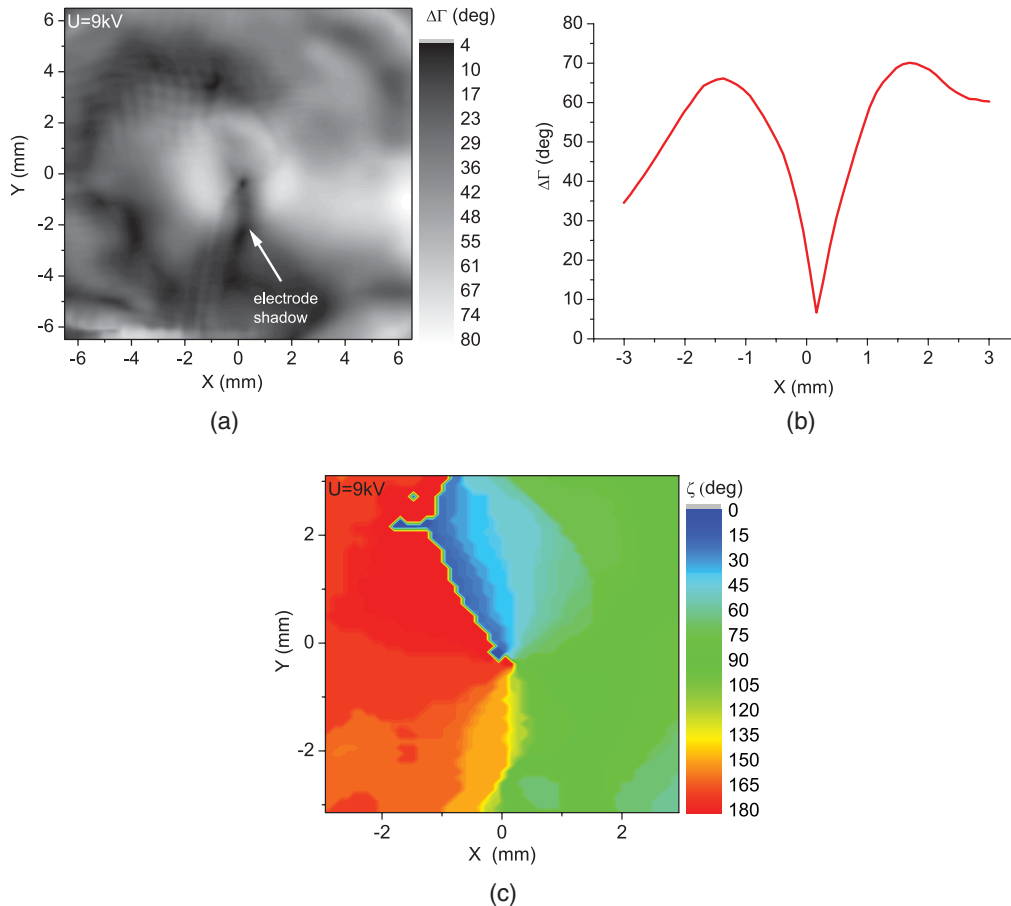 U=9kV
ΔΓ (deg)
4
10
17
23
29
36
42
48
55
61
67
74
80
6
4
2
0
-2
-4
-6
Y (mm)
electrode
shadow
-6 -4 -2 0 2 4 6
X (mm)
(a)
80
70
60
50
40
30
20
10
0
ΔΓ (deg)
-3 -2 -1 0 1 2 3
X (mm)
(b)
U=9kV
ζ (deg)
0
15
30
45
60
75
90
105
120
135
150
165
180
2
0
-2
Y (mm)
-2 0 2
X (mm)
(c)